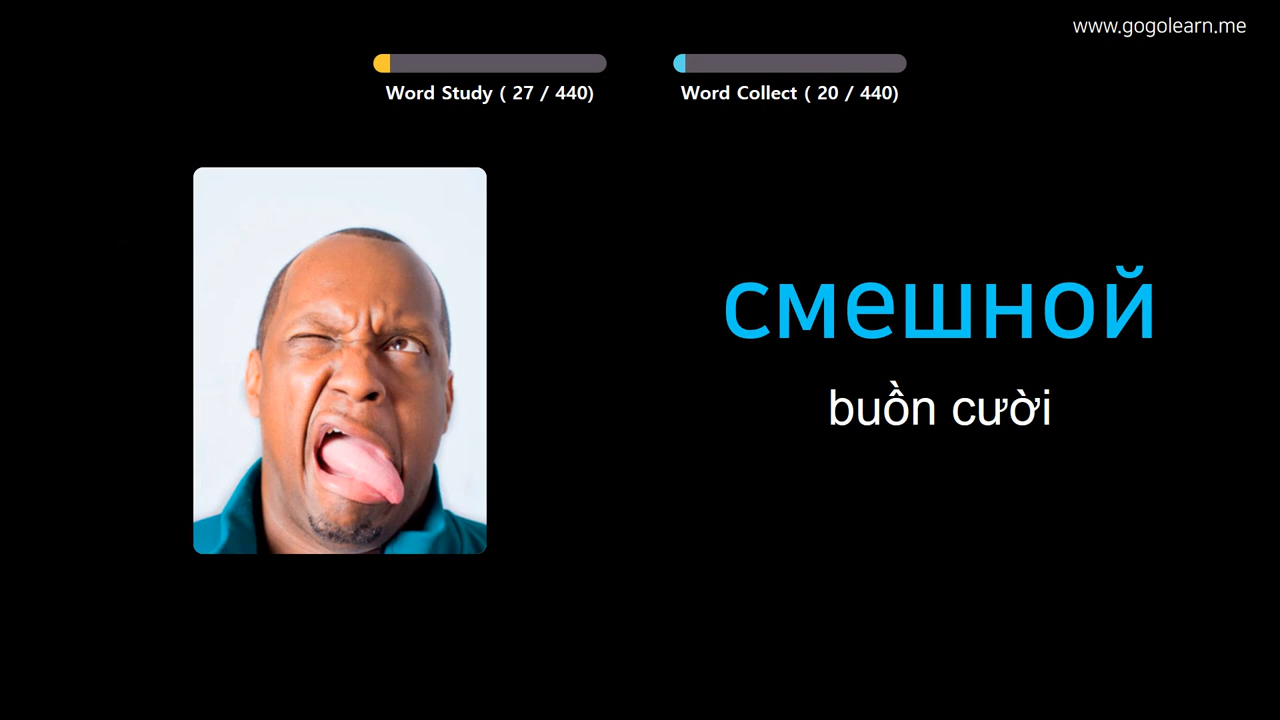 www.gogolearn.me
Word Study ( 27 / 440)
Word Collect ( 20 / 440)
смешной
buồn cười